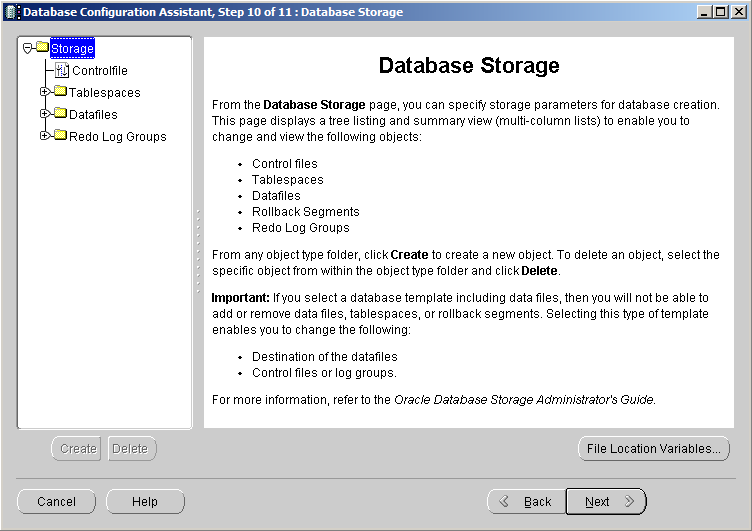 Database Configuration Assistant, Step 10 of 11 : Database Storage
Storage
Controlfile
Tablespaces
Datafiles
Redo Log Groups
Database Storage
From the Database Storage page, you can specify storage parameters for database creation.
This page displays a tree listing and summary view (multi-column lists) to enable you to
change and view the following objects:
• Control files
• Tablespaces
• Datafiles
• Rollback Segments
• Redo Log Groups
From any object type folder, click Create to create a new object. To delete an object, select the
specific object from within the object type folder and click Delete.
Important: If you select a database template including data files, then you will not be able to
add or remove data files, tablespaces, or rollback segments. Selecting this type of template
enables you to change the following:
• Destination of the datafiles
• Control files or log groups.
For more information, refer to the Oracle Database Storage Administrator's Guide.
Create
Delete
File Location Variables...
Cancel
Help
Back
Next